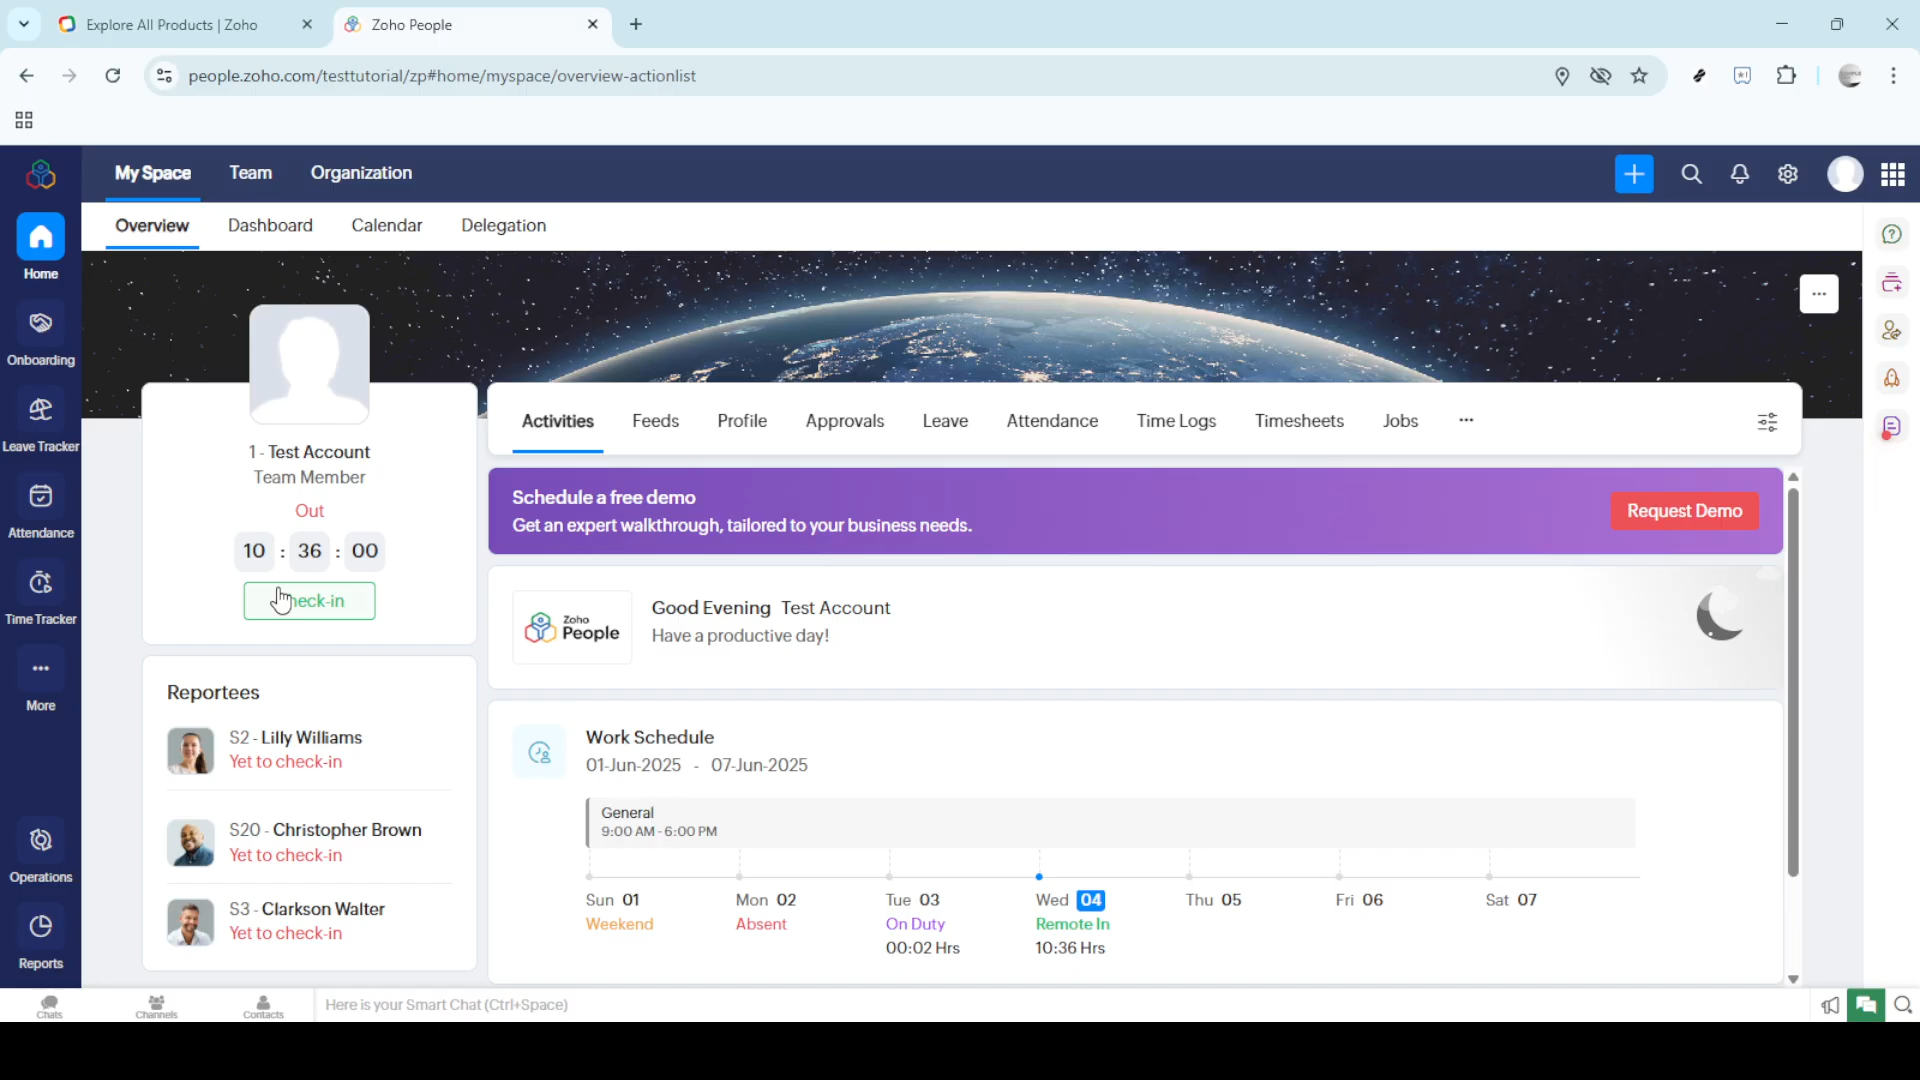 Explore All Products | Zoho
Zoho People
people.zoho.com/testtutorial/zp#home/myspace/overview-actionlist
My Space
Team
Organization
Overview
Dashboard
Calendar
Delegation
Home
Onboarding
Leave Tracker
Attendance
Time Tracker
More
Operations
Reports
1 - Test Account
Team Member
Out
10 : 36 : 00
heck-in
Reportees
S2 - Lilly Williams
Yet to check-in
S20 - Christopher Brown
Yet to check-in
S3 - Clarkson Walter
Yet to check-in
Activities
Feeds
Profile
Approvals
Leave
Attendance
Time Logs
Timesheets
Jobs
Schedule a free demo
Get an expert walkthrough, tailored to your business needs.
Request Demo
Zoho
People
Good Evening Test Account
Have a productive day!
Work Schedule
01-Jun-2025 - 07-Jun-2025
General
9:00 AM - 6:00 PM
Sun 01
Weekend
Mon 02
Absent
Tue 03
On Duty
00:02 Hrs
Wed 04
Remote In
10:36 Hrs
Thu 05
Fri 06
Sat 07
Chats
Channels
Contacts
Here is your Smart Chat (Ctrl+Space)